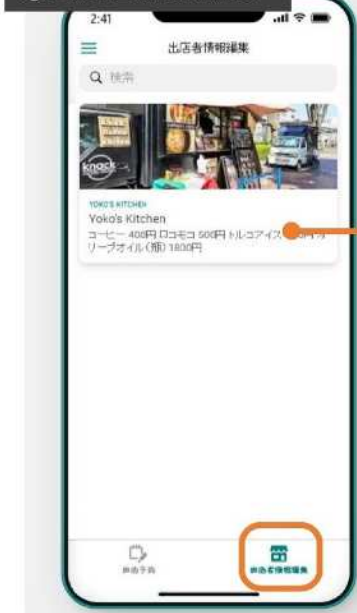 2:41
出店者情報編集
検索
knack
YOKO'S KITCHEN
Yoko's Kitchen
コーヒー 400円 ロコモコ 500円 トルコアイス
リーブオイル(瓶) 1800円
出店予約
出店者情報編集